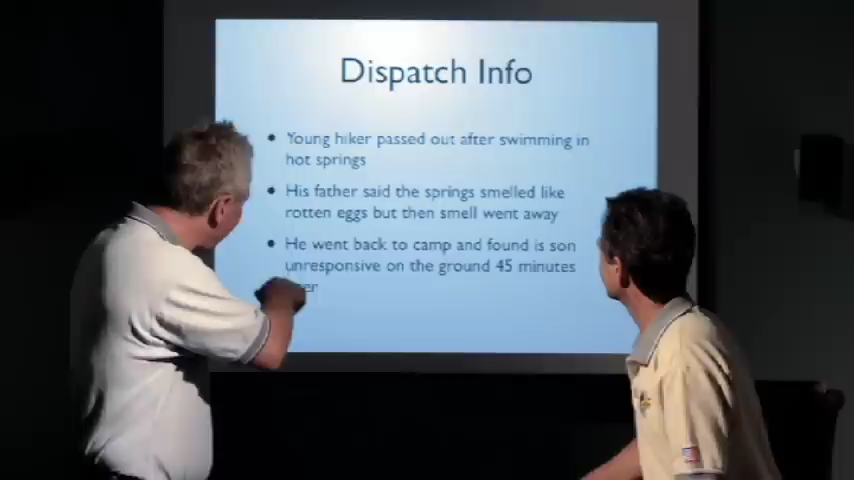 Dispatch Info
• Young hiker passed out after swimming in
hot springs
• His father said the springs smelled like
rotten eggs but then smell went away
• He went back to camp and found is son
unresponsive on the ground 45 minutes